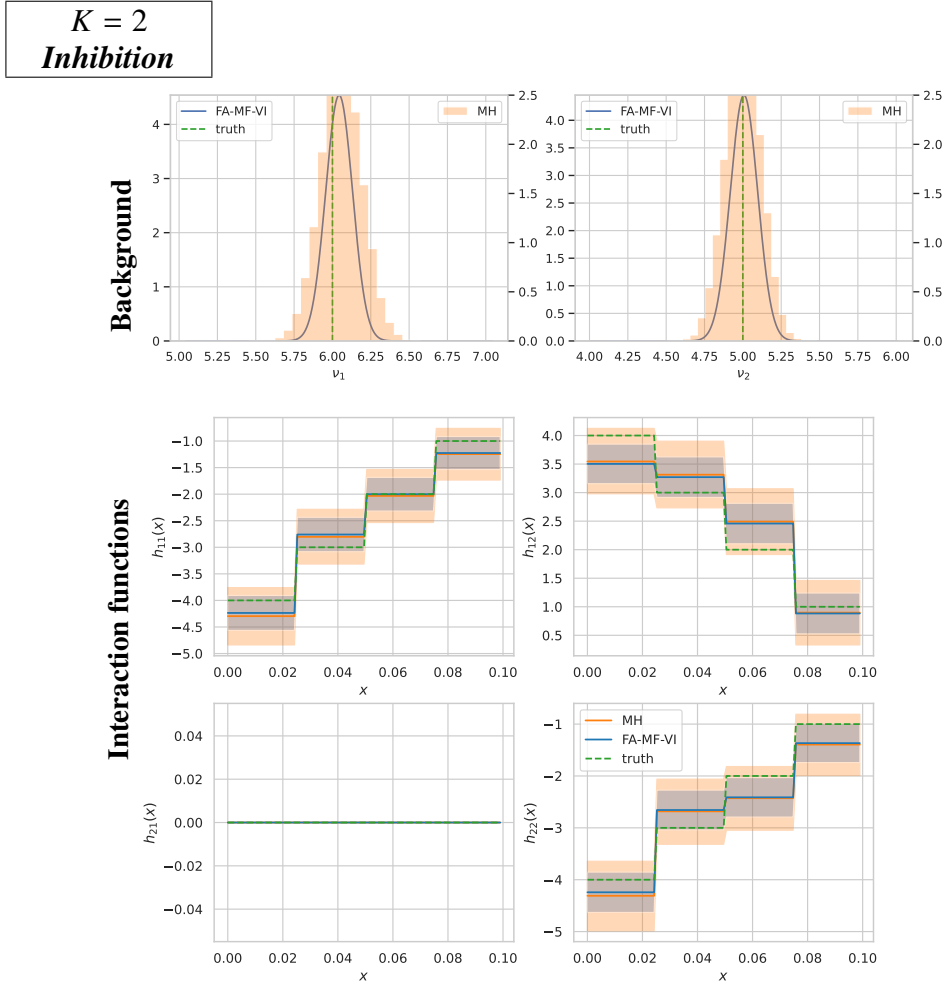 K = 2
Inhibition
Background
FA-MF-VI
truth
MH
4
3
2
1
0
2.5
2.0
1.5
1.0
0.5
0.0
5.00 5.25 5.50 5.75 6.00 6.25 6.50 6.75 7.00
ν1
FA-MF-VI
truth
MH
4.0
3.5
3.0
2.5
2.0
1.5
1.0
0.5
0.0
2.5
2.0
1.5
1.0
0.5
0.0
4.00 4.25 4.50 4.75 5.00 5.25 5.50 5.75 6.00
ν2
Interaction functions
h11(x)
−1.0
−1.5
−2.0
−2.5
−3.0
−3.5
−4.0
−4.5
−5.0
0.00 0.02 0.04 0.06 0.08 0.10
x
h12(x)
4.0
3.5
3.0
2.5
2.0
1.5
1.0
0.5
0.00 0.02 0.04 0.06 0.08 0.10
x
h21(x)
0.04
0.02
0.00
−0.02
−0.04
0.00 0.02 0.04 0.06 0.08 0.10
x
h22(x)
MH
FA-MF-VI
truth
−1
−2
−3
−4
−5
0.00 0.02 0.04 0.06 0.08 0.10
x